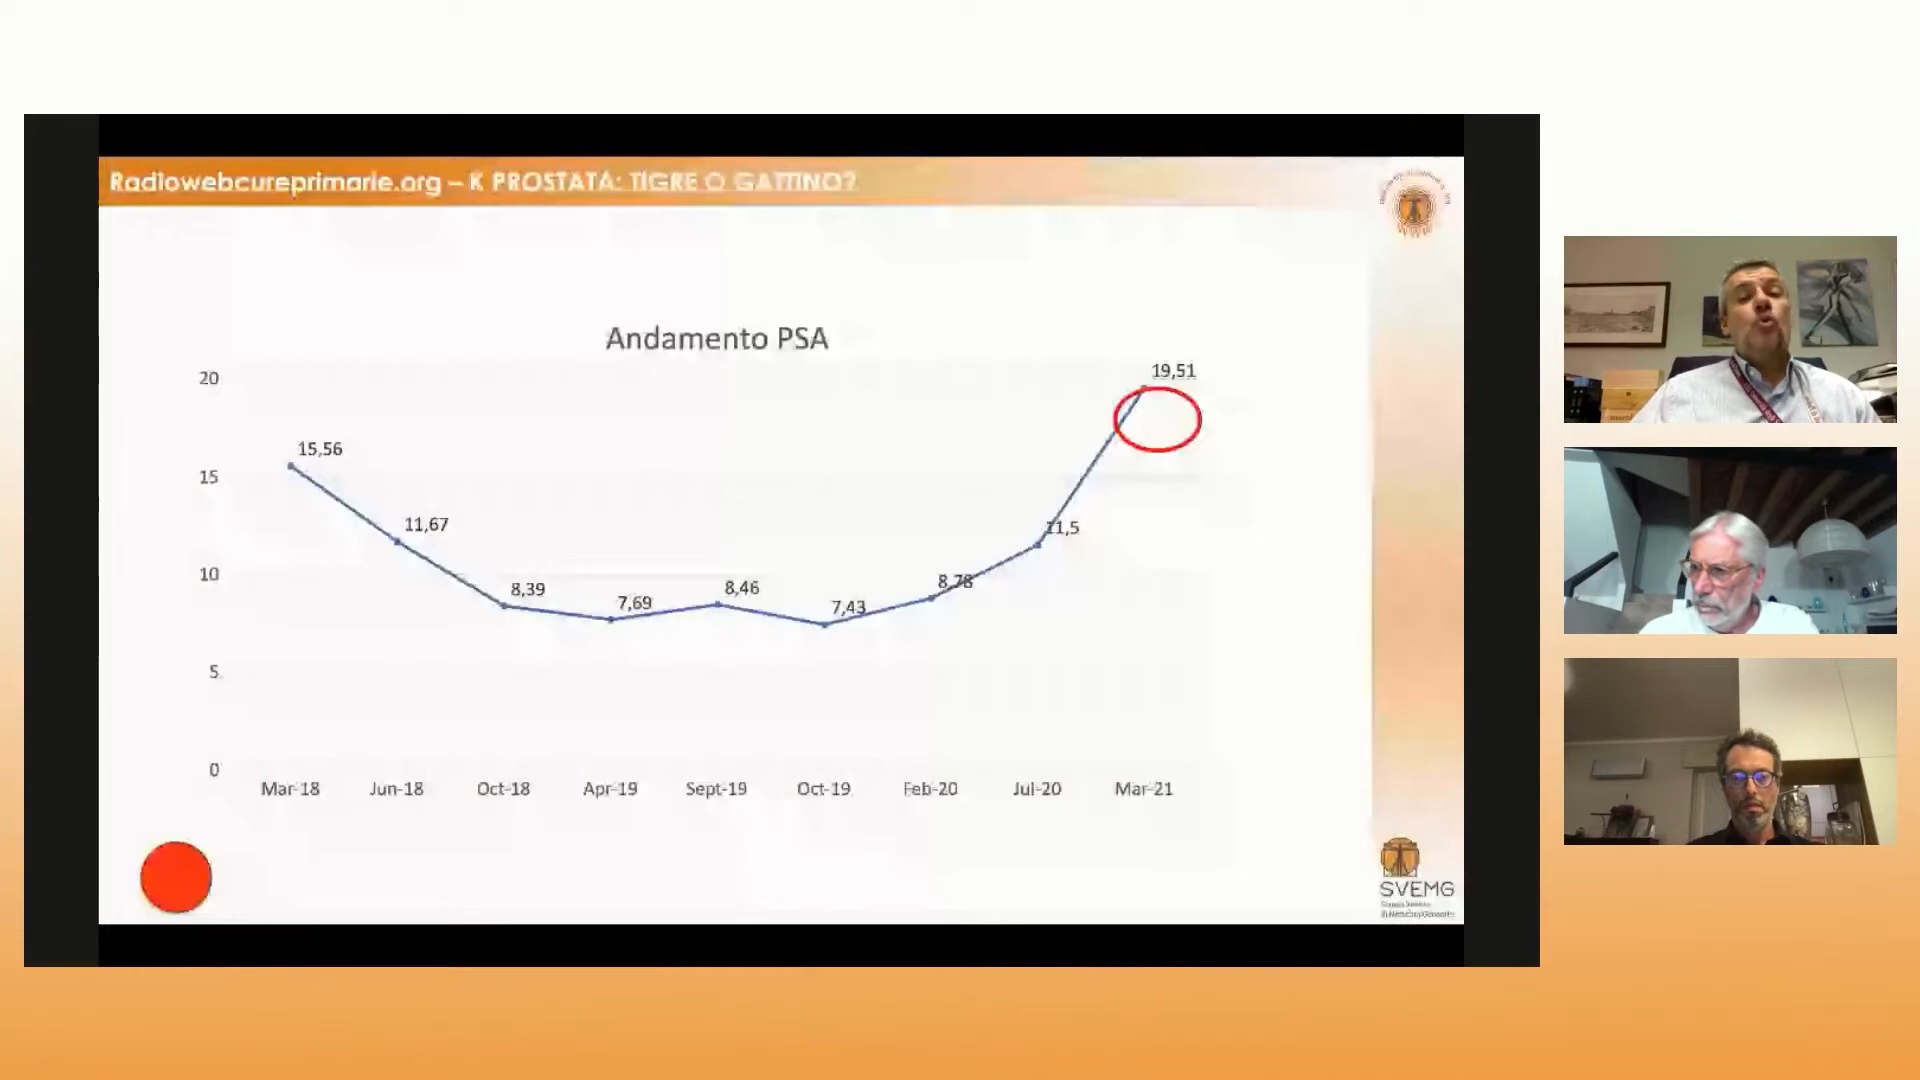 Radiowebcureprimarie.org – K PROSTATA: TIGRE O GATTINO?
Andamento PSA
20
15
10
5
0
15,56
11,67
8,39
7,69
8,46
7,43
8,78
11,5
19,51
Mar-18
Jun-18
Oct-18
Apr-19
Sept-19
Oct-19
Feb-20
Jul-20
Mar-21
SVEMG